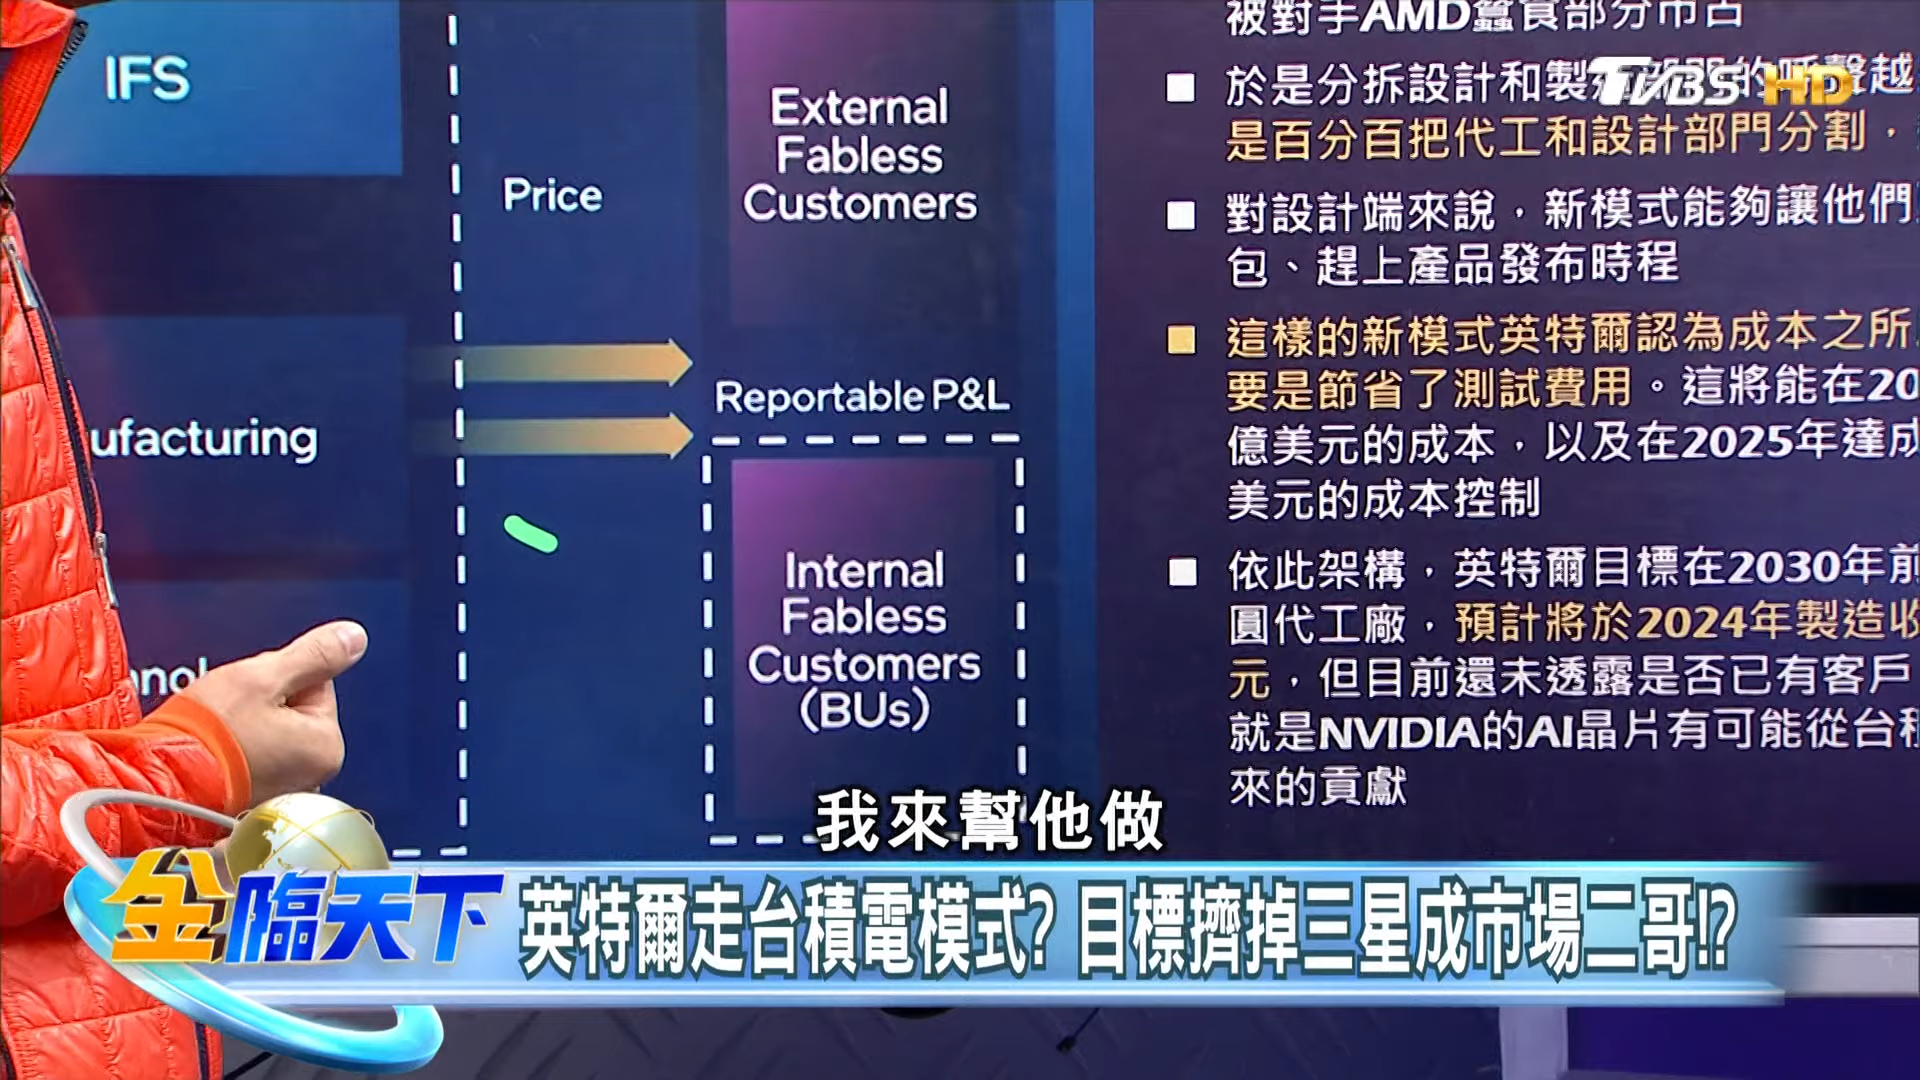 IFS
ufacturing
Price
External
Fabless
Customers
Reportable P&L
Internal
Fabless
Customers
(BUs)
被對手AMD蠶食部分市占
於是分拆設計和製造部門的呼聲越
是百分百把代工和設計部門分割，
對設計端來說，新模式能夠讓他們
包、趕上產品發布時程
這樣的新模式英特爾認為成本之所
要是節省了測試費用。這將能在20
億美元的成本，以及在2025年達成
美元的成本控制
依此架構，英特爾目標在2030年前
圓代工廠，預計將於2024年製造收
元，但目前還未透露是否已有客戶
就是NVIDIA的AI晶片有可能從台積
來的貢獻
TVBS HD
我來幫他做
金臨天下
英特爾走台積電模式? 目標擠掉三星成市場二哥!?